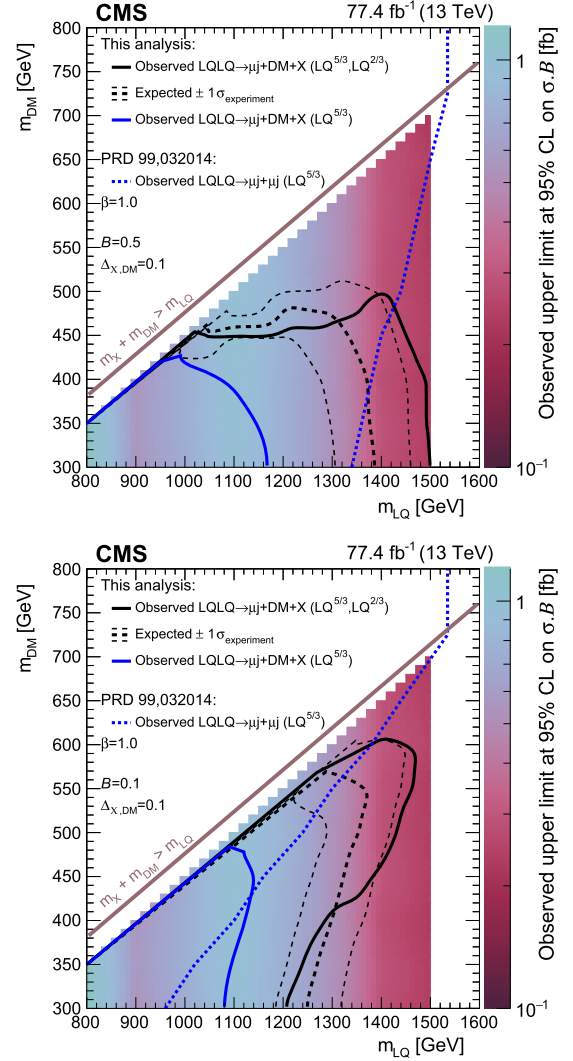 CMS 77.4 fb⁻¹ (13 TeV)
m_DM [GeV]
800
750
700
650
600
550
500
450
400
350
300
This analysis:
Observed LQLQ→μj+DM+X (LQ^5/3,LQ^2/3)
Expected ± 1σ_experiment
Observed LQLQ→μj+DM+X (LQ^5/3)
PRD 99,032014:
Observed LQLQ→μj+μj (LQ^5/3)
β=1.0
B=0.5
Δ_X,DM=0.1
m_X + m_DM > m_LQ
800 900 1000 1100 1200 1300 1400 1500 1600
m_LQ [GeV]
1
10⁻¹
Observed upper limit at 95% CL on σ.B [fb]
CMS 77.4 fb⁻¹ (13 TeV)
m_DM [GeV]
800
750
700
650
600
550
500
450
400
350
300
This analysis:
Observed LQLQ→μj+DM+X (LQ^5/3,LQ^2/3)
Expected ± 1σ_experiment
Observed LQLQ→μj+DM+X (LQ^5/3)
PRD 99,032014:
Observed LQLQ→μj+μj (LQ^5/3)
β=1.0
B=0.1
Δ_X,DM=0.1
m_X + m_DM > m_LQ
800 900 1000 1100 1200 1300 1400 1500 1600
m_LQ [GeV]
1
10⁻¹
Observed upper limit at 95% CL on σ.B [fb]